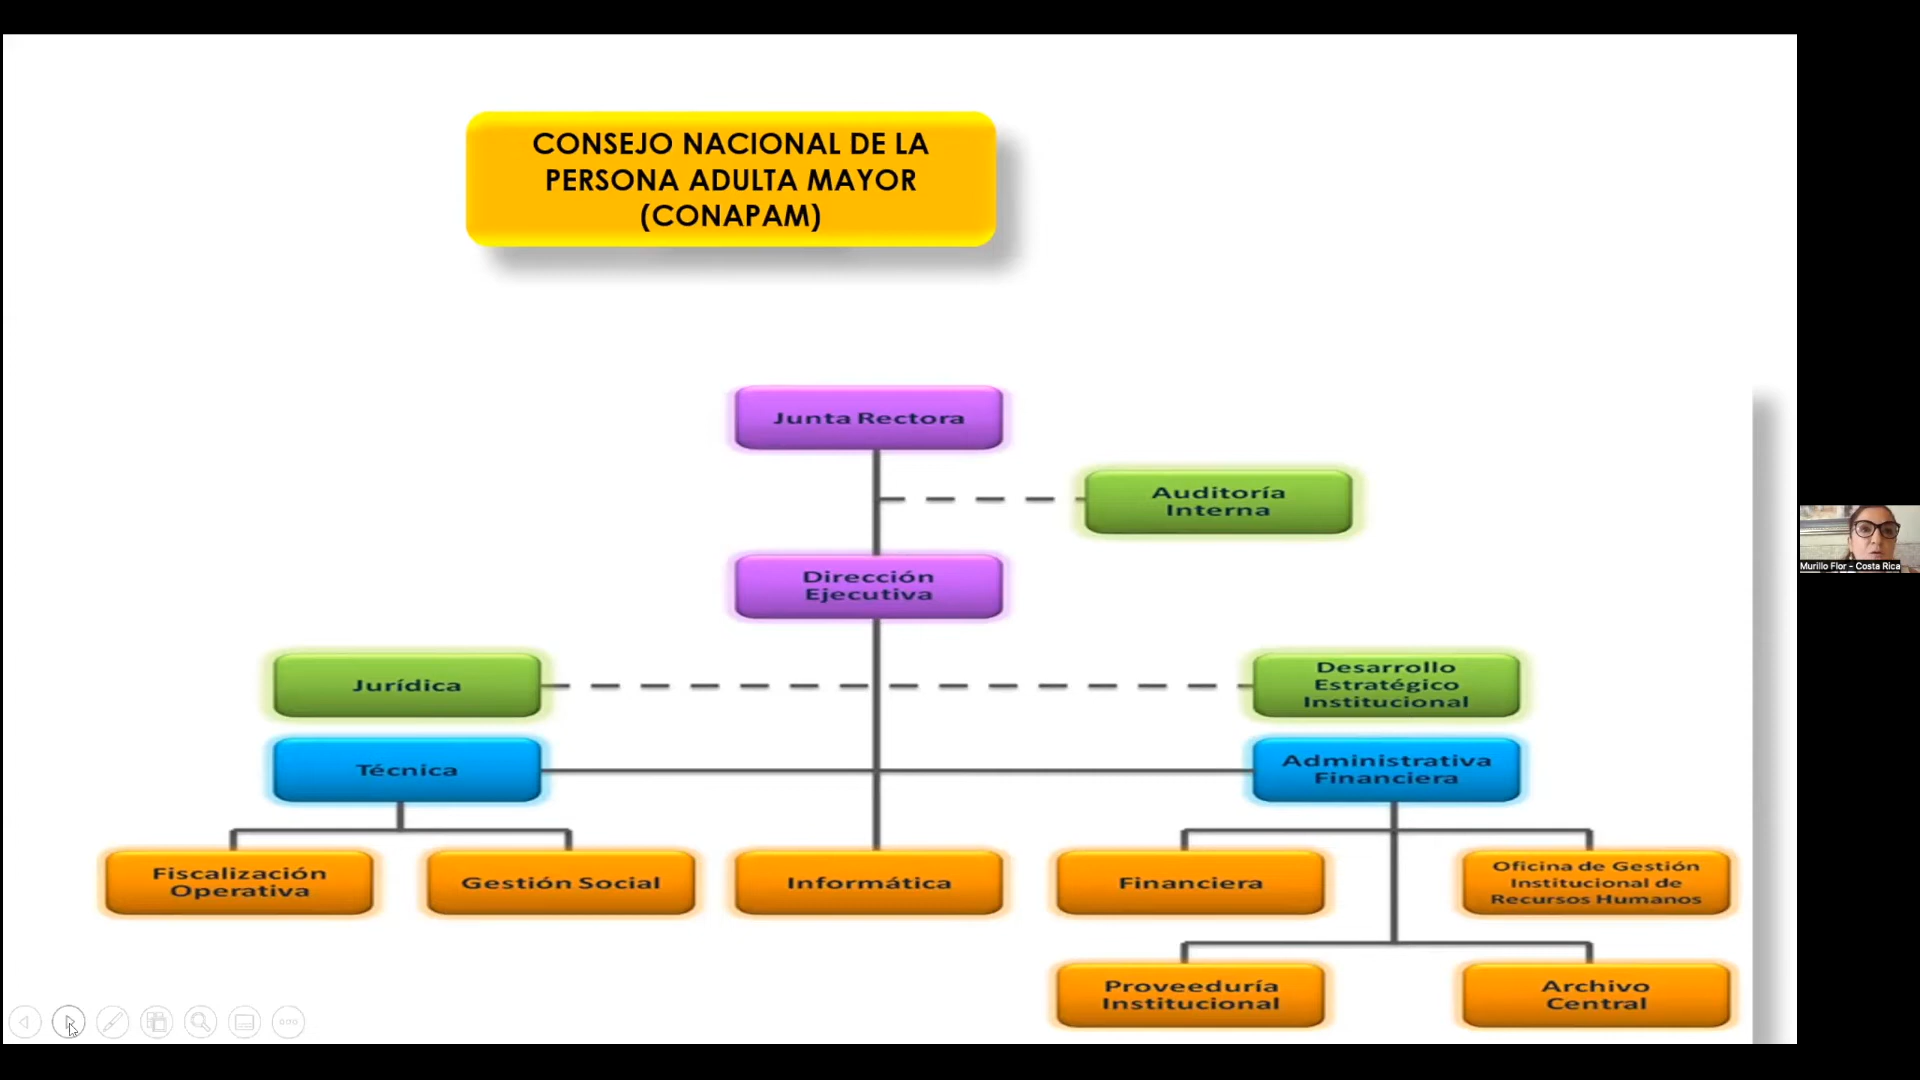 CONSEJO NACIONAL DE LA
PERSONA ADULTA MAYOR
(CONAPAM)
Junta Rectora
Auditoría
Interna
Dirección
Ejecutiva
Jurídica
Desarrollo
Estratégico
Institucional
Técnica
Administrativa
Financiera
Fiscalización
Operativa
Gestión Social
Informática
Financiera
Oficina de Gestión
Institucional de
Recursos Humanos
Proveeduría
Institucional
Archivo
Central
Murillo Flor - Costa Rica